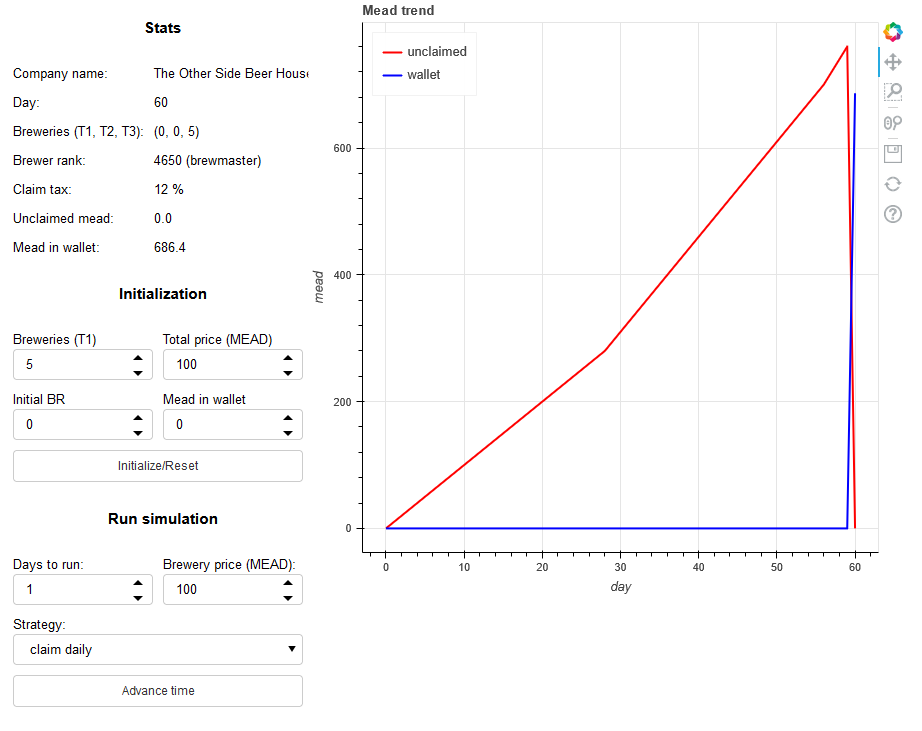 Stats
Company name: The Other Side Beer House
Day: 60
Breweries (T1, T2, T3): (0, 0, 5)
Brewer rank: 4650 (brewmaster)
Claim tax: 12 %
Unclaimed mead: 0.0
Mead in wallet: 686.4
Initialization
Breweries (T1) Total price (MEAD)
5 100
Initial BR Mead in wallet
0 0
Initialize/Reset
Run simulation
Days to run: Brewery price (MEAD):
1 100
Strategy:
claim daily
Advance time
Mead trend
unclaimed
wallet
mead
600
400
200
0
0 10 20 30 40 50 60
day